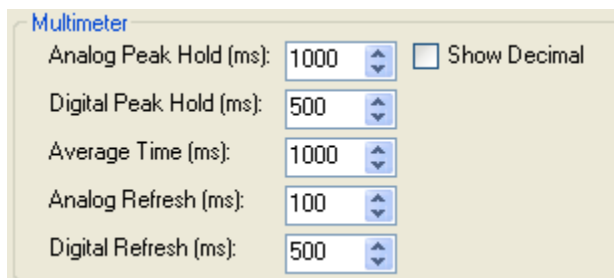 Multimeter
Analog Peak Hold (ms): 1000 Show Decimal
Digital Peak Hold (ms): 500
Average Time (ms): 1000
Analog Refresh (ms): 100
Digital Refresh (ms): 500